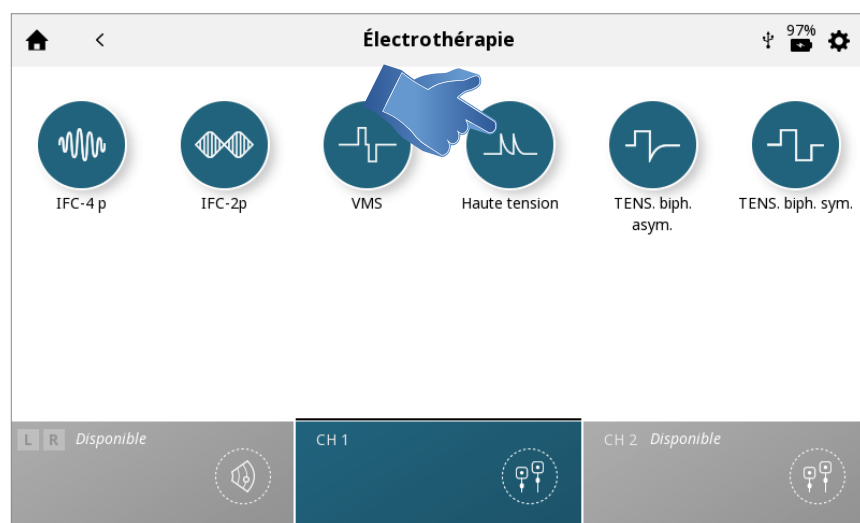 Électrothérapie
97%
IFC-4 p
IFC-2p
VMS
Haute tension
TENS. biph.
asym.
TENS. biph. sym.
L R Disponible
CH 1
CH 2 Disponible